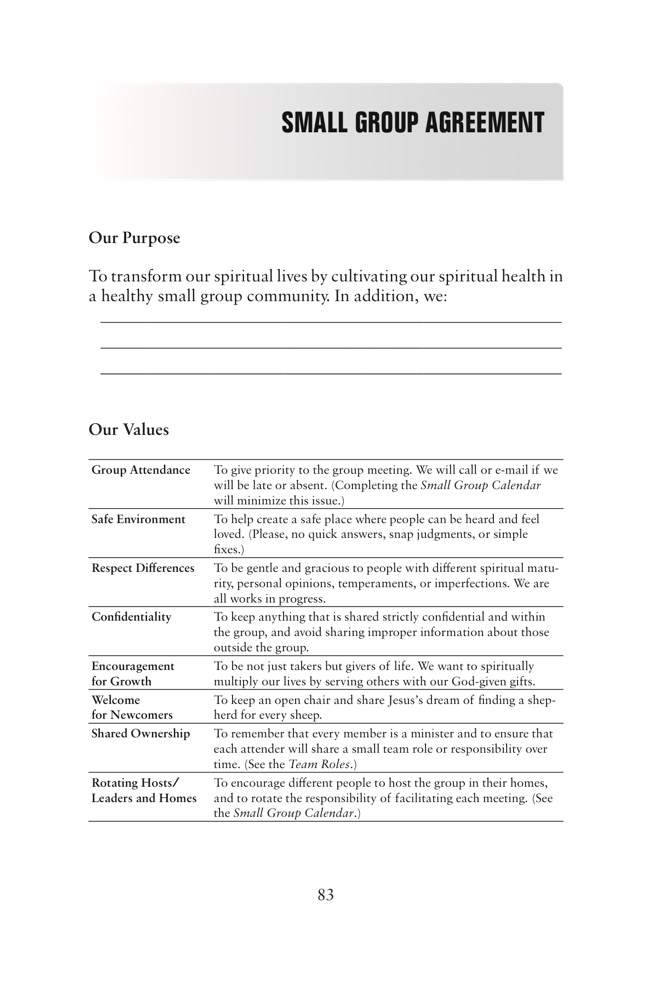 SMALL GROUP AGREEMENT
Our Purpose
To transform our spiritual lives by cultivating our spiritual health in
a healthy small group community. In addition, we:
Our Values
Group Attendance
To give priority to the group meeting. We will call or e-mail if we
will be late or absent. (Completing the Small Group Calendar
will minimize this issue.)
Safe Environment
To help create a safe place where people can be heard and feel
loved. (Please, no quick answers, snap judgments, or simple
fixes.)
Respect Differences
To be gentle and gracious to people with different spiritual matu-
rity, personal opinions, temperaments, or imperfections. We are
all works in progress.
Confidentiality
To keep anything that is shared strictly confidential and within
the group, and avoid sharing improper information about those
outside the group.
Encouragement
for Growth
To be not just takers but givers of life. We want to spiritually
multiply our lives by serving others with our God-given gifts.
Welcome
for Newcomers
To keep an open chair and share Jesus's dream of finding a shep-
herd for every sheep.
Shared Ownership
To remember that every member is a minister and to ensure that
each attender will share a small team role or responsibility over
time. (See the Team Roles.)
Rotating Hosts/
Leaders and Homes
To encourage different people to host the group in their homes,
and to rotate the responsibility of facilitating each meeting. (See
the Small Group Calendar.)
83